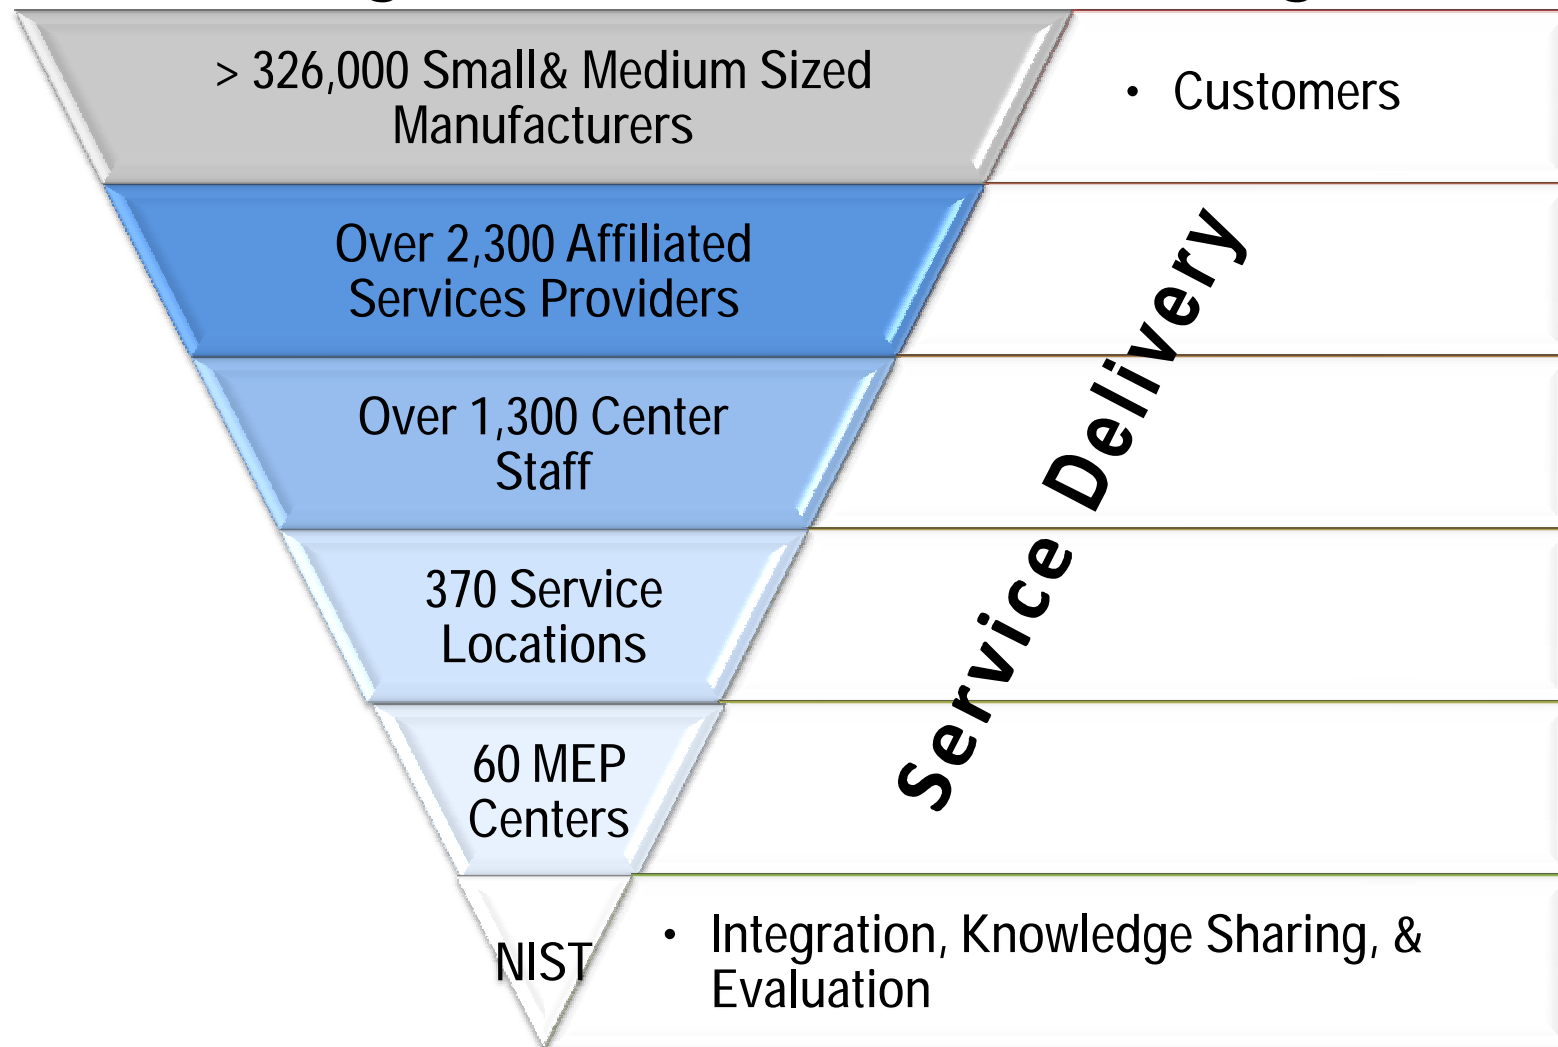 > 326,000 Small& Medium Sized
Manufacturers
• Customers
Over 2,300 Affiliated
Services Providers
Over 1,300 Center
Staff
370 Service
Locations
60 MEP
Centers
Service Delivery
NIST
• Integration, Knowledge Sharing, &
Evaluation